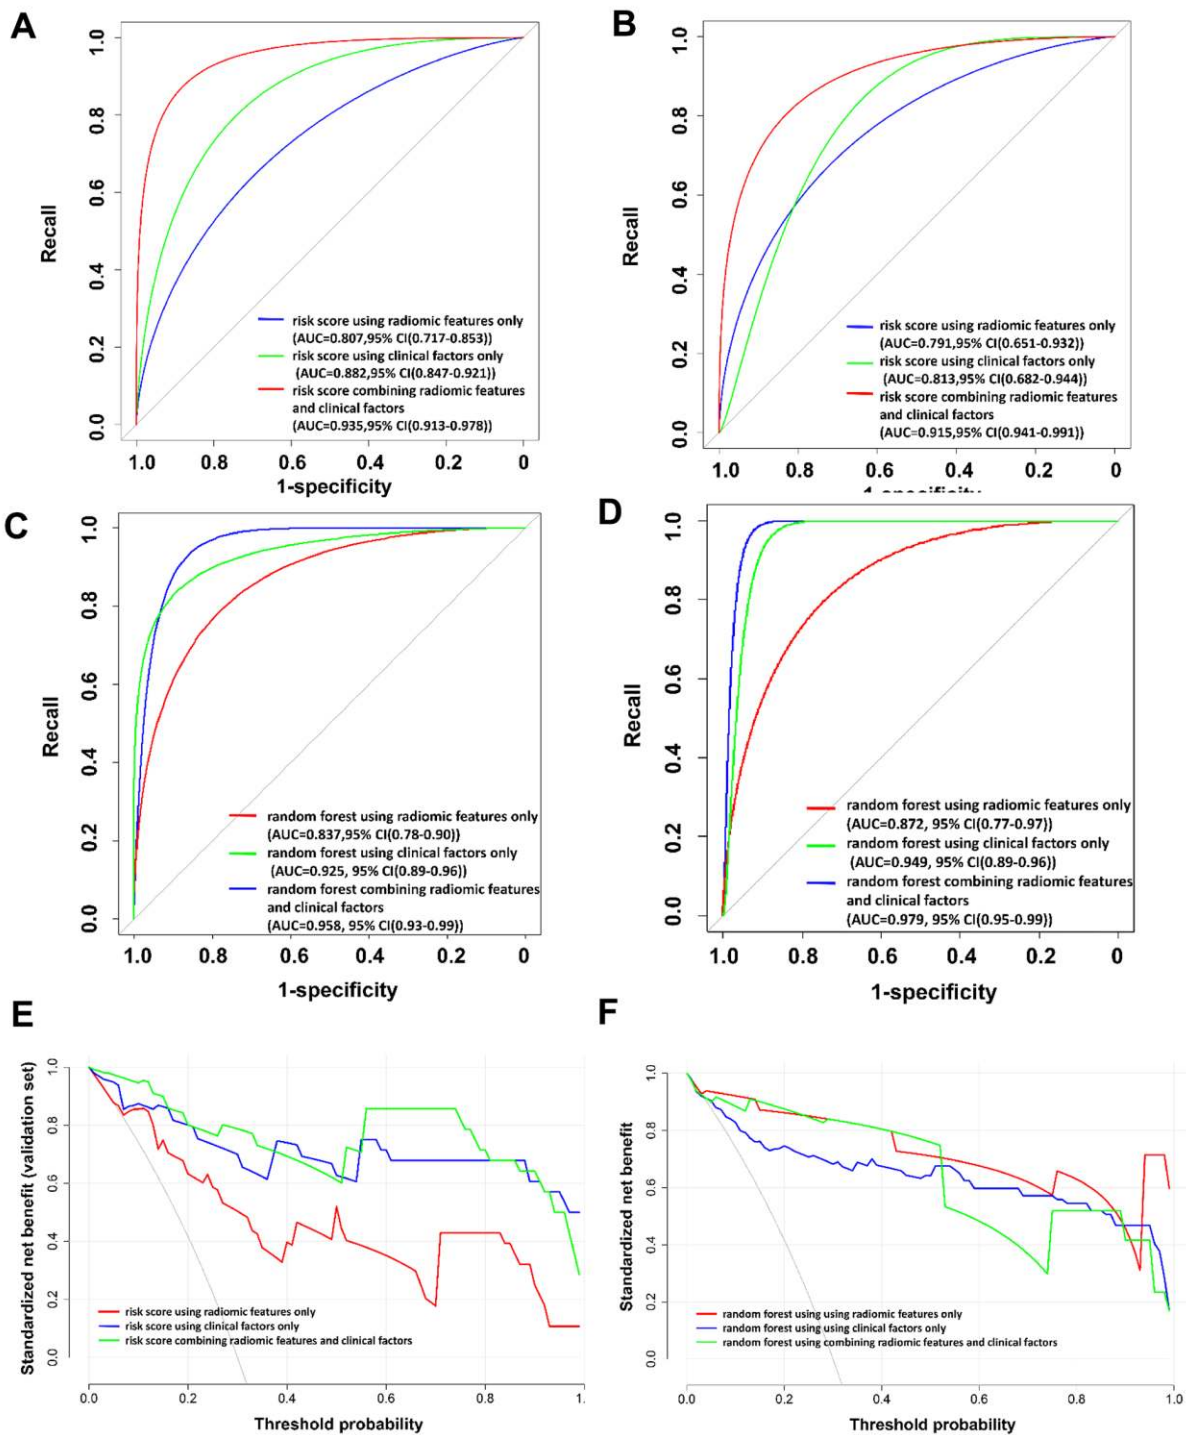 A
1.0
0.8
0.6
0.4
0.2
0.0
Recall
risk score using radiomic features only
(AUC=0.807,95% CI(0.717-0.853))
risk score using clinical factors only
(AUC=0.882,95% CI(0.847-0.921))
risk score combining radiomic features
and clinical factors
(AUC=0.935,95% CI(0.913-0.978))
1.0 0.8 0.6 0.4 0.2 0
1-specificity
B
1.0
0.8
0.6
0.4
0.2
0.0
Recall
risk score using radiomic features only
(AUC=0.791,95% CI(0.651-0.932))
risk score using clinical factors only
(AUC=0.813,95% CI(0.682-0.944))
risk score combining radiomic features
and clinical factors
(AUC=0.915,95% CI(0.941-0.991))
1.0 0.8 0.6 0.4 0.2 0
1-specificity
C
1.0
0.8
0.6
0.4
0.2
0.0
Recall
random forest using radiomic features only
(AUC=0.837,95% CI(0.78-0.90))
random forest using clinical factors only
(AUC=0.925, 95% CI(0.89-0.96))
random forest combining radiomic features
and clinical factors
(AUC=0.958, 95% CI(0.93-0.99))
1.0 0.8 0.6 0.4 0.2 0
1-specificity
D
1.0
0.8
0.6
0.4
0.2
0.0
Recall
random forest using radiomic features only
(AUC=0.872, 95% CI(0.77-0.97))
random forest using clinical factors only
(AUC=0.949, 95% CI(0.89-0.96))
random forest combining radiomic features
and clinical factors
(AUC=0.979, 95% CI(0.95-0.99))
1.0 0.8 0.6 0.4 0.2 0
1-specificity
E
1.0
0.8
0.6
0.4
0.2
0.0
Standardized net benefit (validation set)
risk score using radiomic features only
risk score using clinical factors only
risk score combining radiomic features and clinical factors
0.0 0.2 0.4 0.6 0.8 1.
Threshold probability
F
1.0
0.8
0.6
0.4
0.2
0.0
Standardized net benefit
random forest using using radiomic features only
random forest using using clinical factors only
random forest using combining radiomic features and clinical factors
0.0 0.2 0.4 0.6 0.8 1.0
Threshold probability